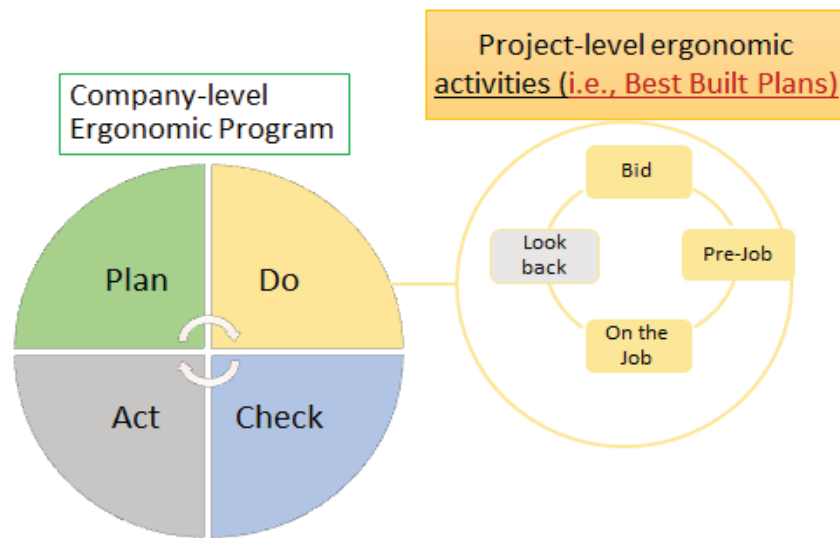 Project-level ergonomic
activities (i.e., Best Built Plans)
Company-level
Ergonomic Program
Plan
Do
Act
Check
Bid
Look
back
Pre-Job
On the
Job